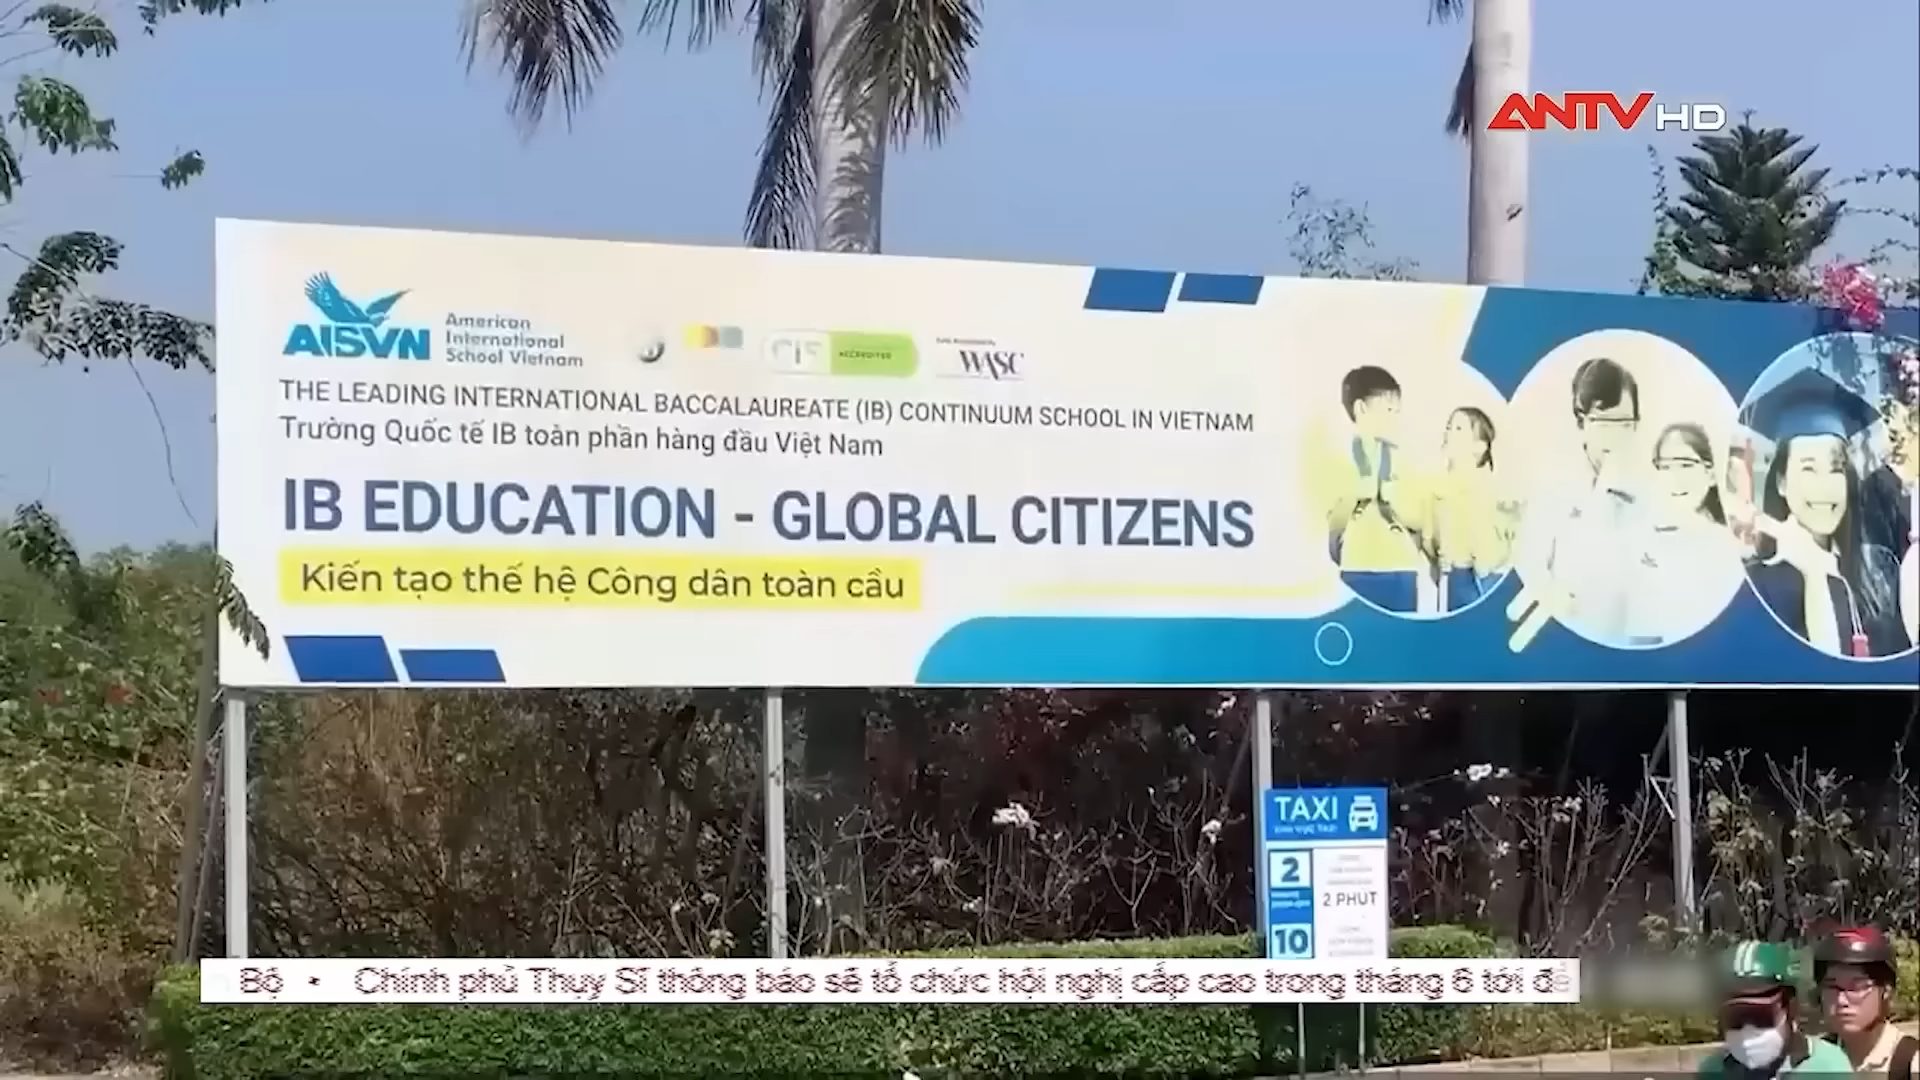 ANTV HD
AISVN
American
International
School Vietnam
CIS
ACCREDITED
WASC
THE LEADING INTERNATIONAL BACCALAUREATE (IB) CONTINUUM SCHOOL IN VIETNAM
Trường Quốc tế IB toàn phần hàng đầu Việt Nam
IB EDUCATION - GLOBAL CITIZENS
Kiến tạo thế hệ Công dân toàn cầu
TAXI
2
2 PHÚT
10
Bộ • Chính phủ Thụy Sĩ thông báo sẽ tổ chức hội nghị cấp cao trong tháng 6 tới